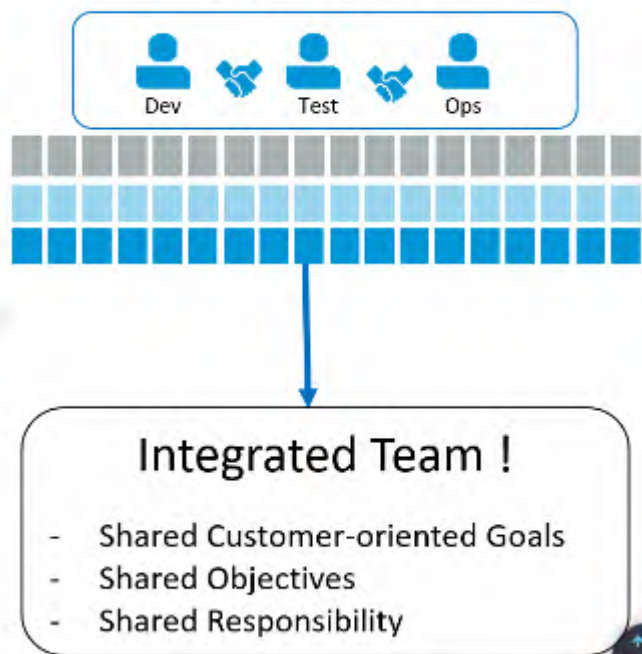 Dev
Test
Ops
Integrated Team !
- Shared Customer-oriented Goals
- Shared Objectives
- Shared Responsibility